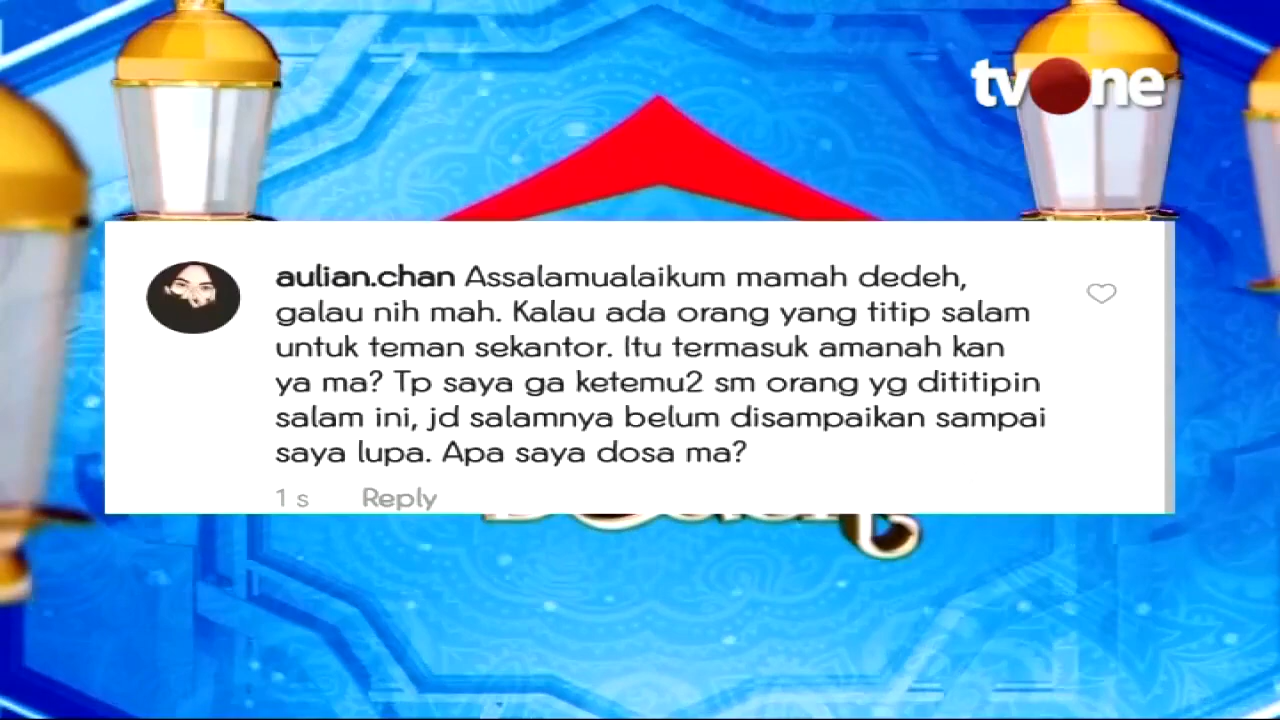 tvOne
aulian.chan Assalamualaikum mamah dedeh,
galau nih mah. Kalau ada orang yang titip salam
untuk teman sekantor. Itu termasuk amanah kan
ya ma? Tp saya ga ketemu2 sm orang yg dititipin
salam ini, jd salamnya belum disampaikan sampai
saya lupa. Apa saya dosa ma?
1 s Reply